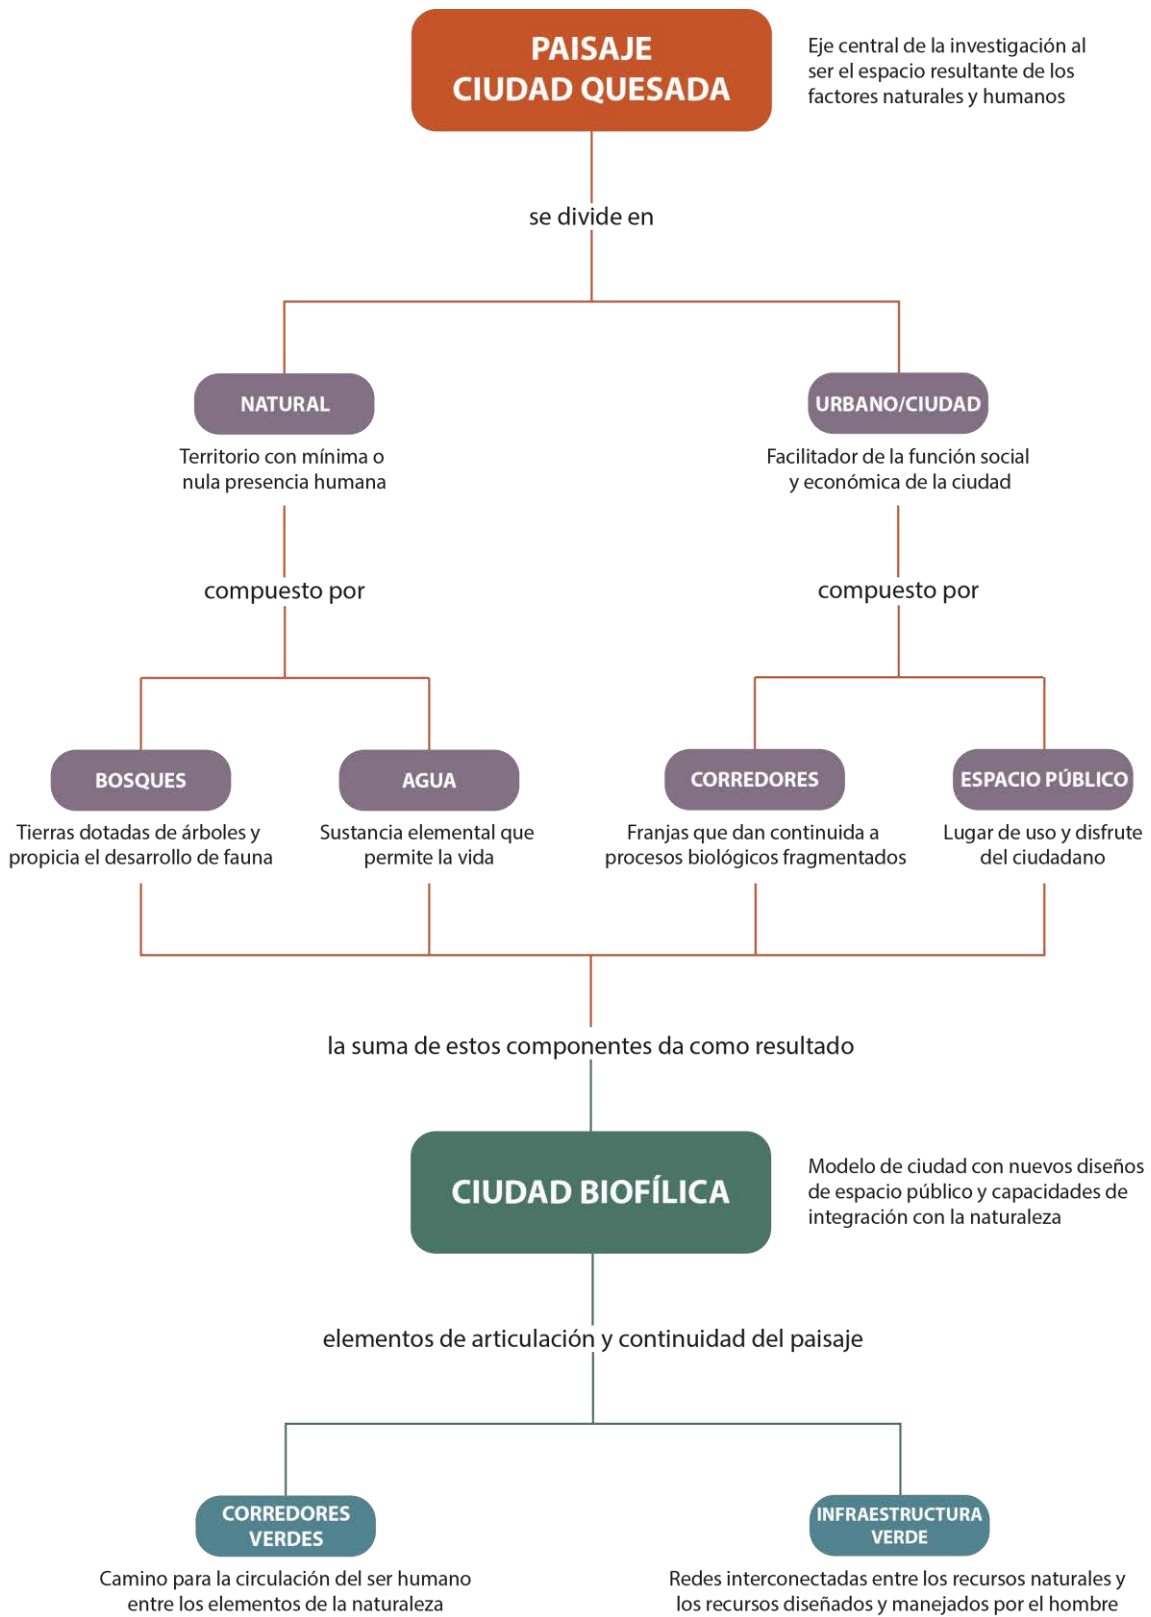 PAISAJE
CIUDAD QUESADA
Eje central de la investigación al
ser el espacio resultante de los
factores naturales y humanos
se divide en
NATURAL
Territorio con mínima o
nula presencia humana
URBANO/CIUDAD
Facilitador de la función social
y económica de la ciudad
compuesto por
compuesto por
BOSQUES
Tierras dotadas de árboles y
propicia el desarrollo de fauna
AGUA
Sustancia elemental que
permite la vida
CORREDORES
Franjas que dan continuida a
procesos biológicos fragmentados
ESPACIO PÚBLICO
Lugar de uso y disfrute
del ciudadano
la suma de estos componentes da como resultado
CIUDAD BIOFÍLICA
Modelo de ciudad con nuevos diseños
de espacio público y capacidades de
integración con la naturaleza
elementos de articulación y continuidad del paisaje
CORREDORES
VERDES
Camino para la circulación del ser humano
entre los elementos de la naturaleza
INFRAESTRUCTURA
VERDE
Redes interconectadas entre los recursos naturales y
los recursos diseñados y manejados por el hombre